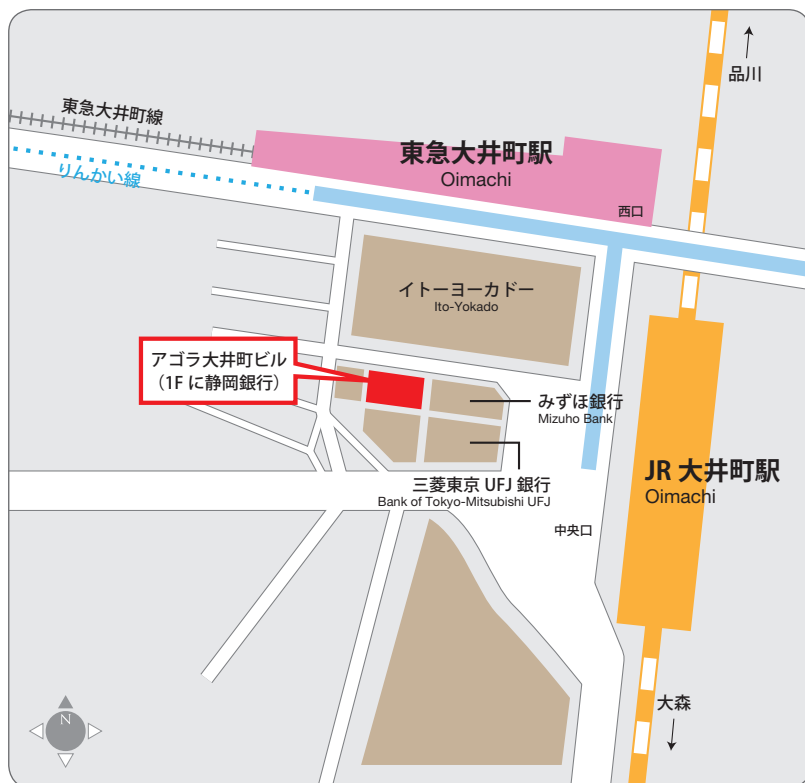 品川
東急大井町線
東急大井町駅
Oimachi
りんかい線
西口
イトーヨーカドー
Ito-Yokado
アゴラ大井町ビル
（1F に静岡銀行）
みずほ銀行
Mizuho Bank
JR 大井町駅
Oimachi
三菱東京 UFJ 銀行
Bank of Tokyo-Mitsubishi UFJ
中央口
大森
N